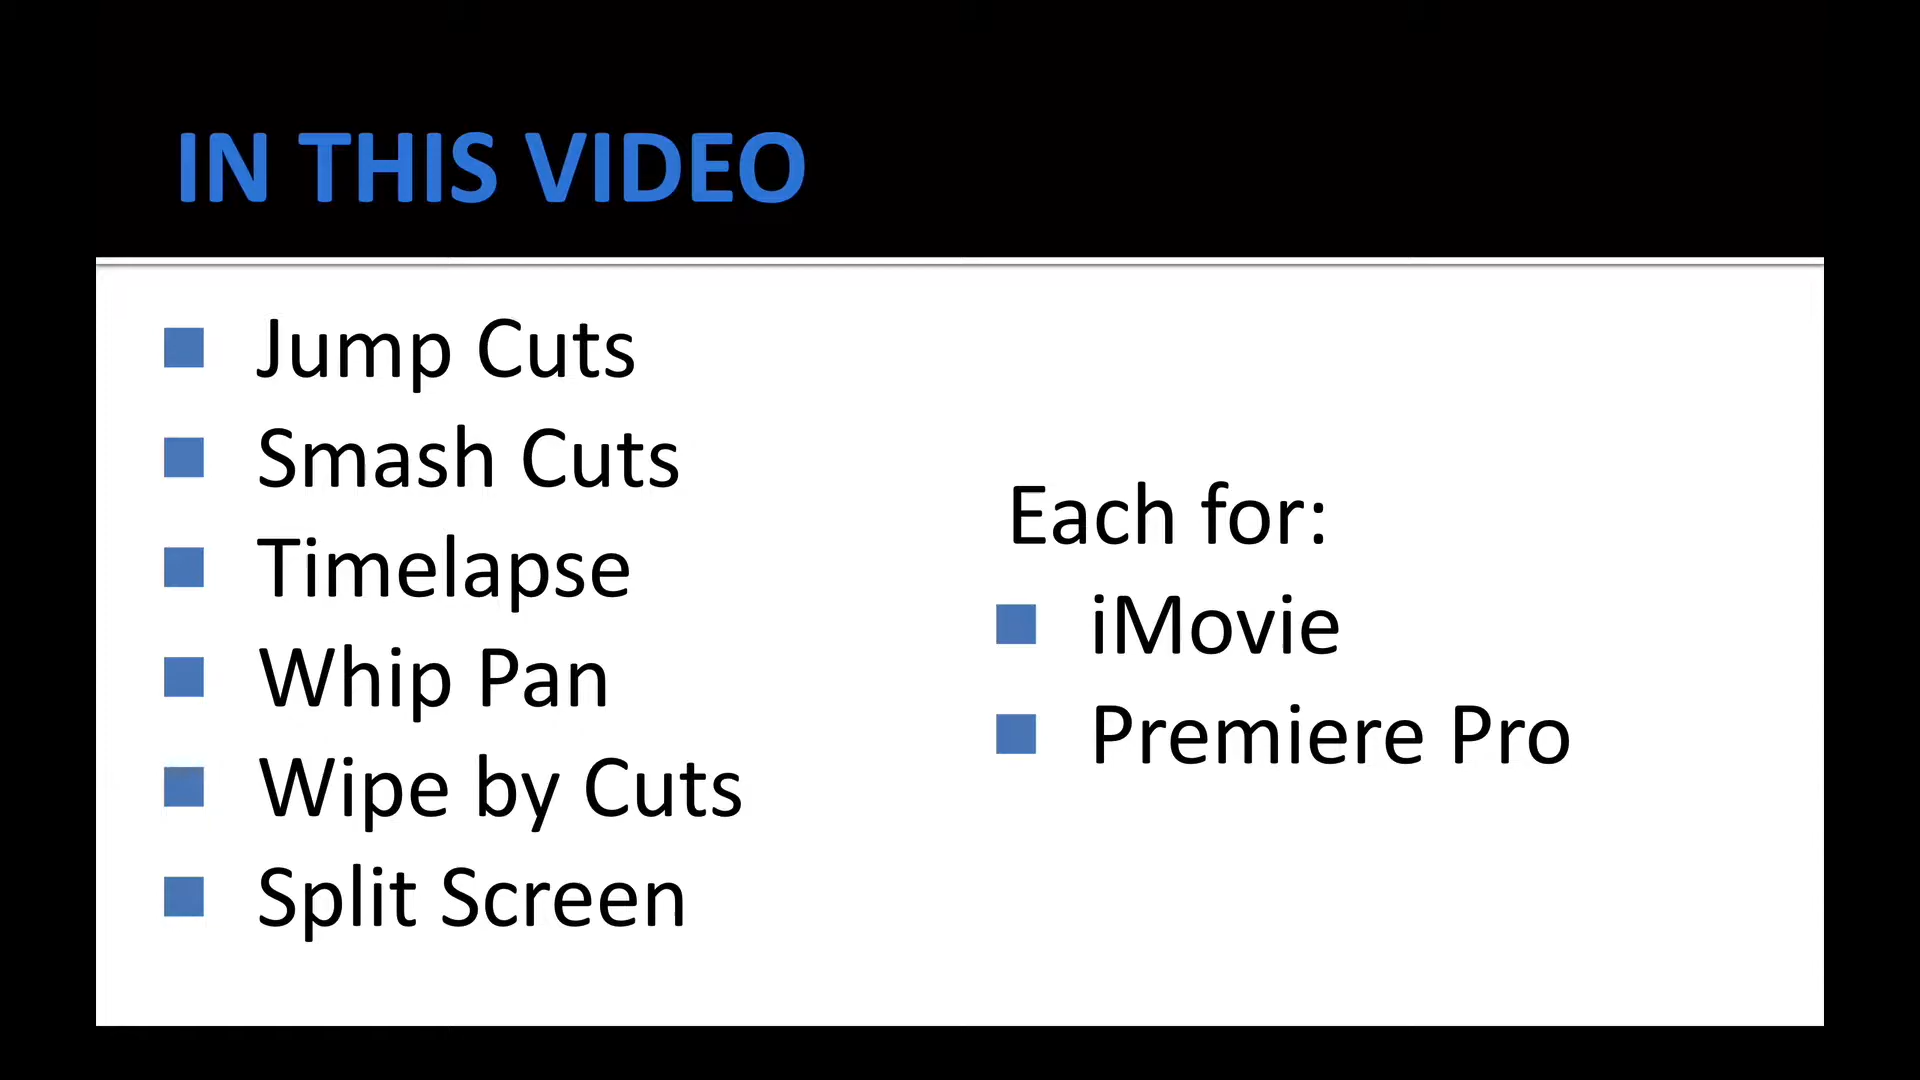 IN THIS VIDEO
Jump Cuts
Smash Cuts
Timelapse
Whip Pan
Wipe by Cuts
Split Screen
Each for:
iMovie
Premiere Pro